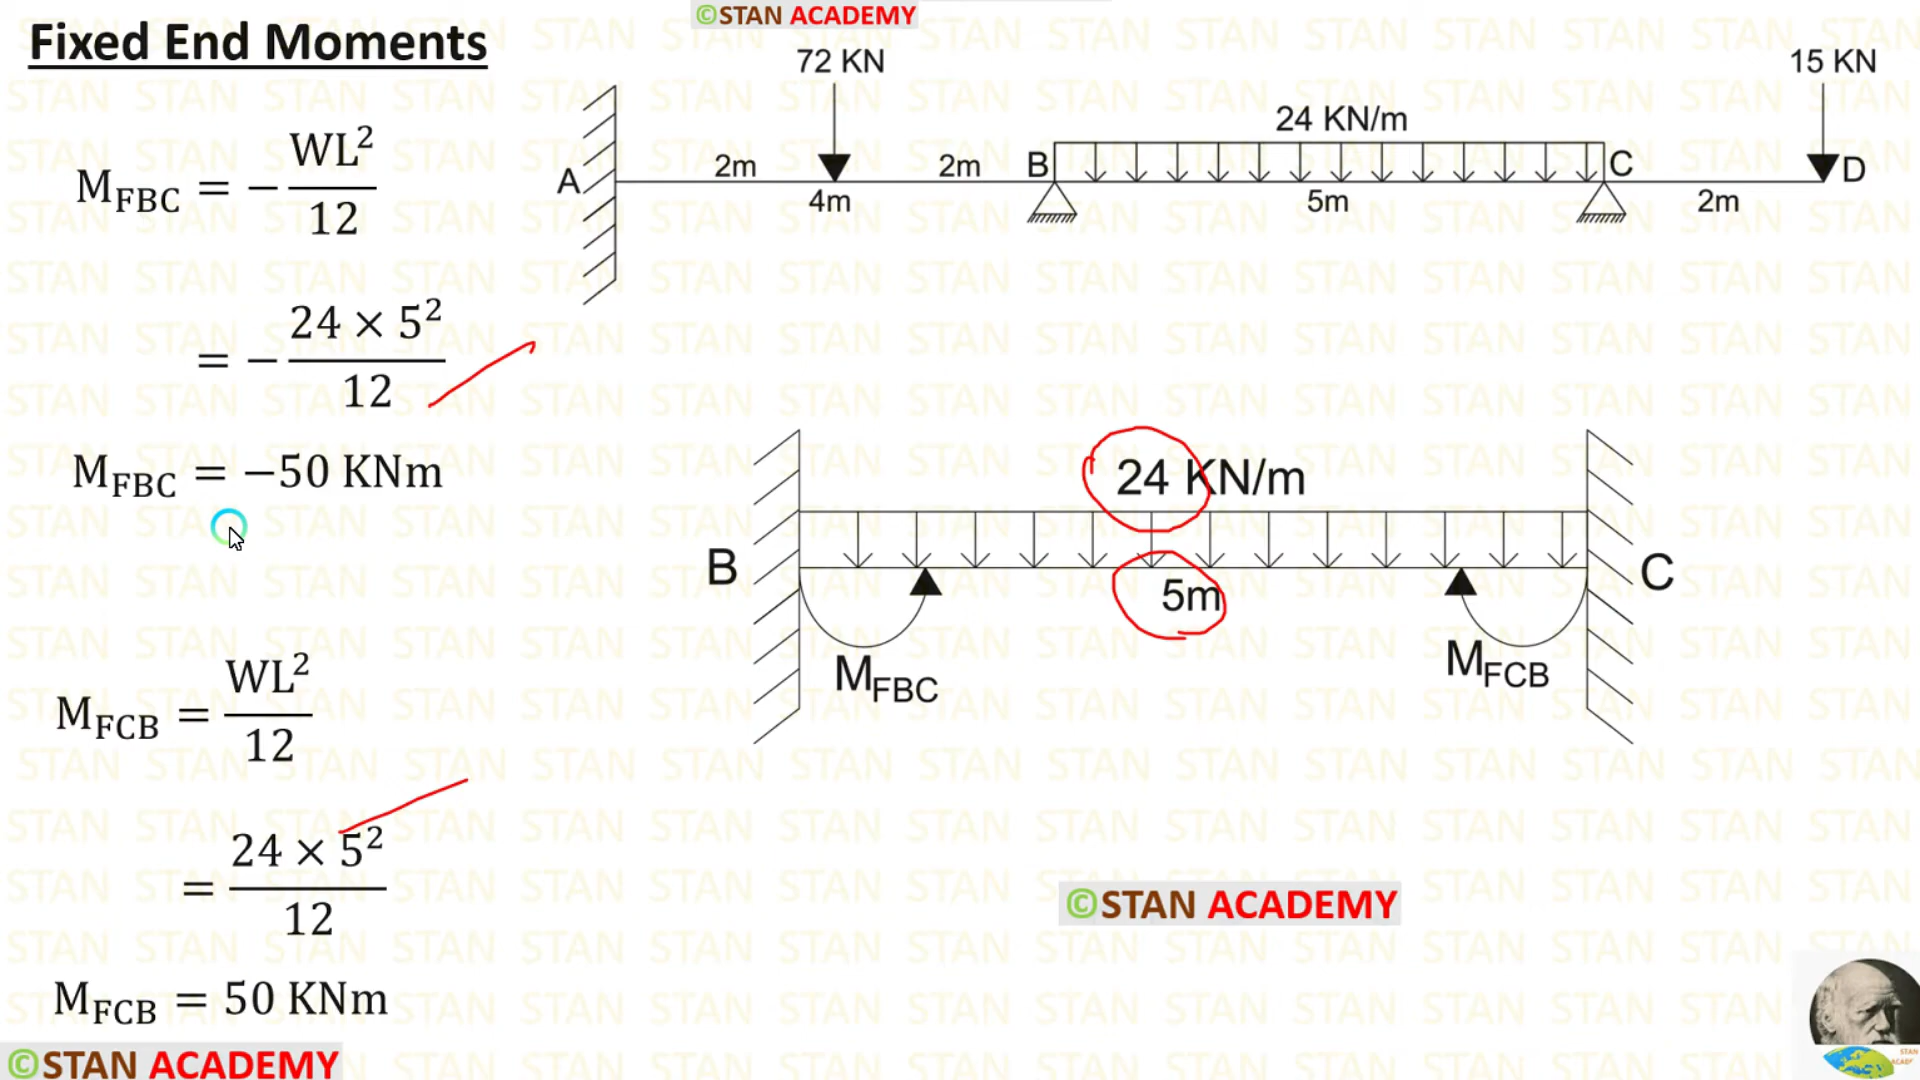 ©STAN ACADEMY
Fixed End Moments
M_FBC = −WL²/12
= −24 × 5²/12
M_FBC = −50 KNm
M_FCB = WL²/12
= 24 × 5²/12
M_FCB = 50 KNm
72 KN
15 KN
24 KN/m
A 2m 2m B C D
4m 5m 2m
24 KN/m
B 5m C
M_FBC M_FCB
©STAN ACADEMY
©STAN ACADEMY
STAN